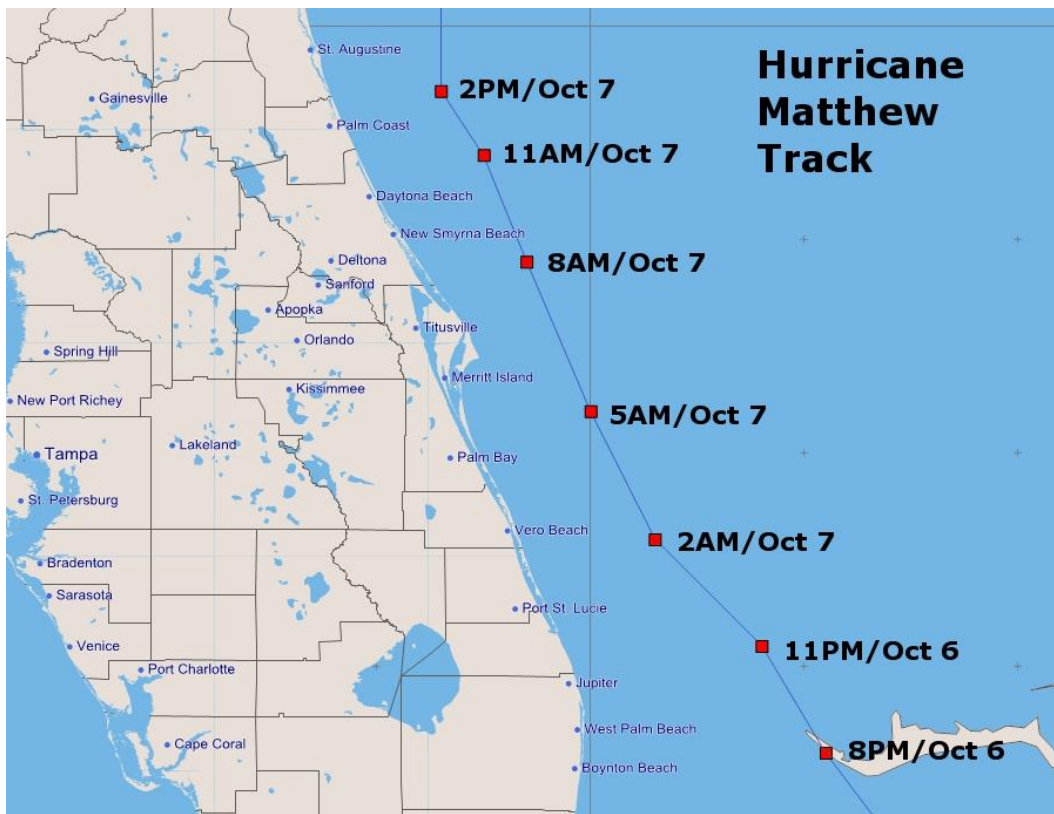 Hurricane
Matthew
Track
St. Augustine
2PM/Oct 7
Gainesville
Palm Coast
11AM/Oct 7
Daytona Beach
New Smyrna Beach
Deltona
8AM/Oct 7
Sanford
Apopka
Titusville
Orlando
Spring Hill
Merritt Island
Kissimmee
New Port Richey
5AM/Oct 7
Lakeland
Tampa
Palm Bay
St. Petersburg
Vero Beach
2AM/Oct 7
Bradenton
Sarasota
Port St. Lucie
Venice
11PM/Oct 6
Port Charlotte
Jupiter
West Palm Beach
Cape Coral
8PM/Oct 6
Boynton Beach